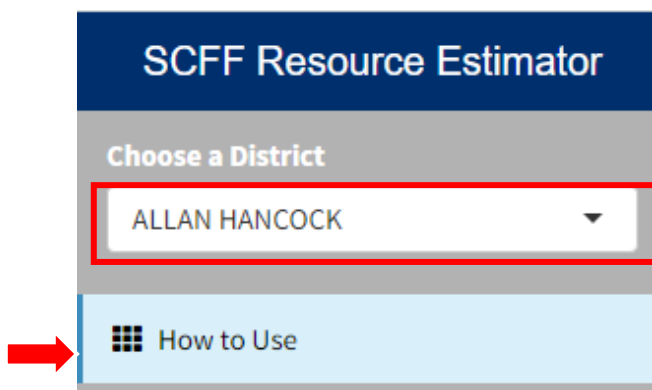 SCFF Resource Estimator
Choose a District
ALLAN HANCOCK
How to Use